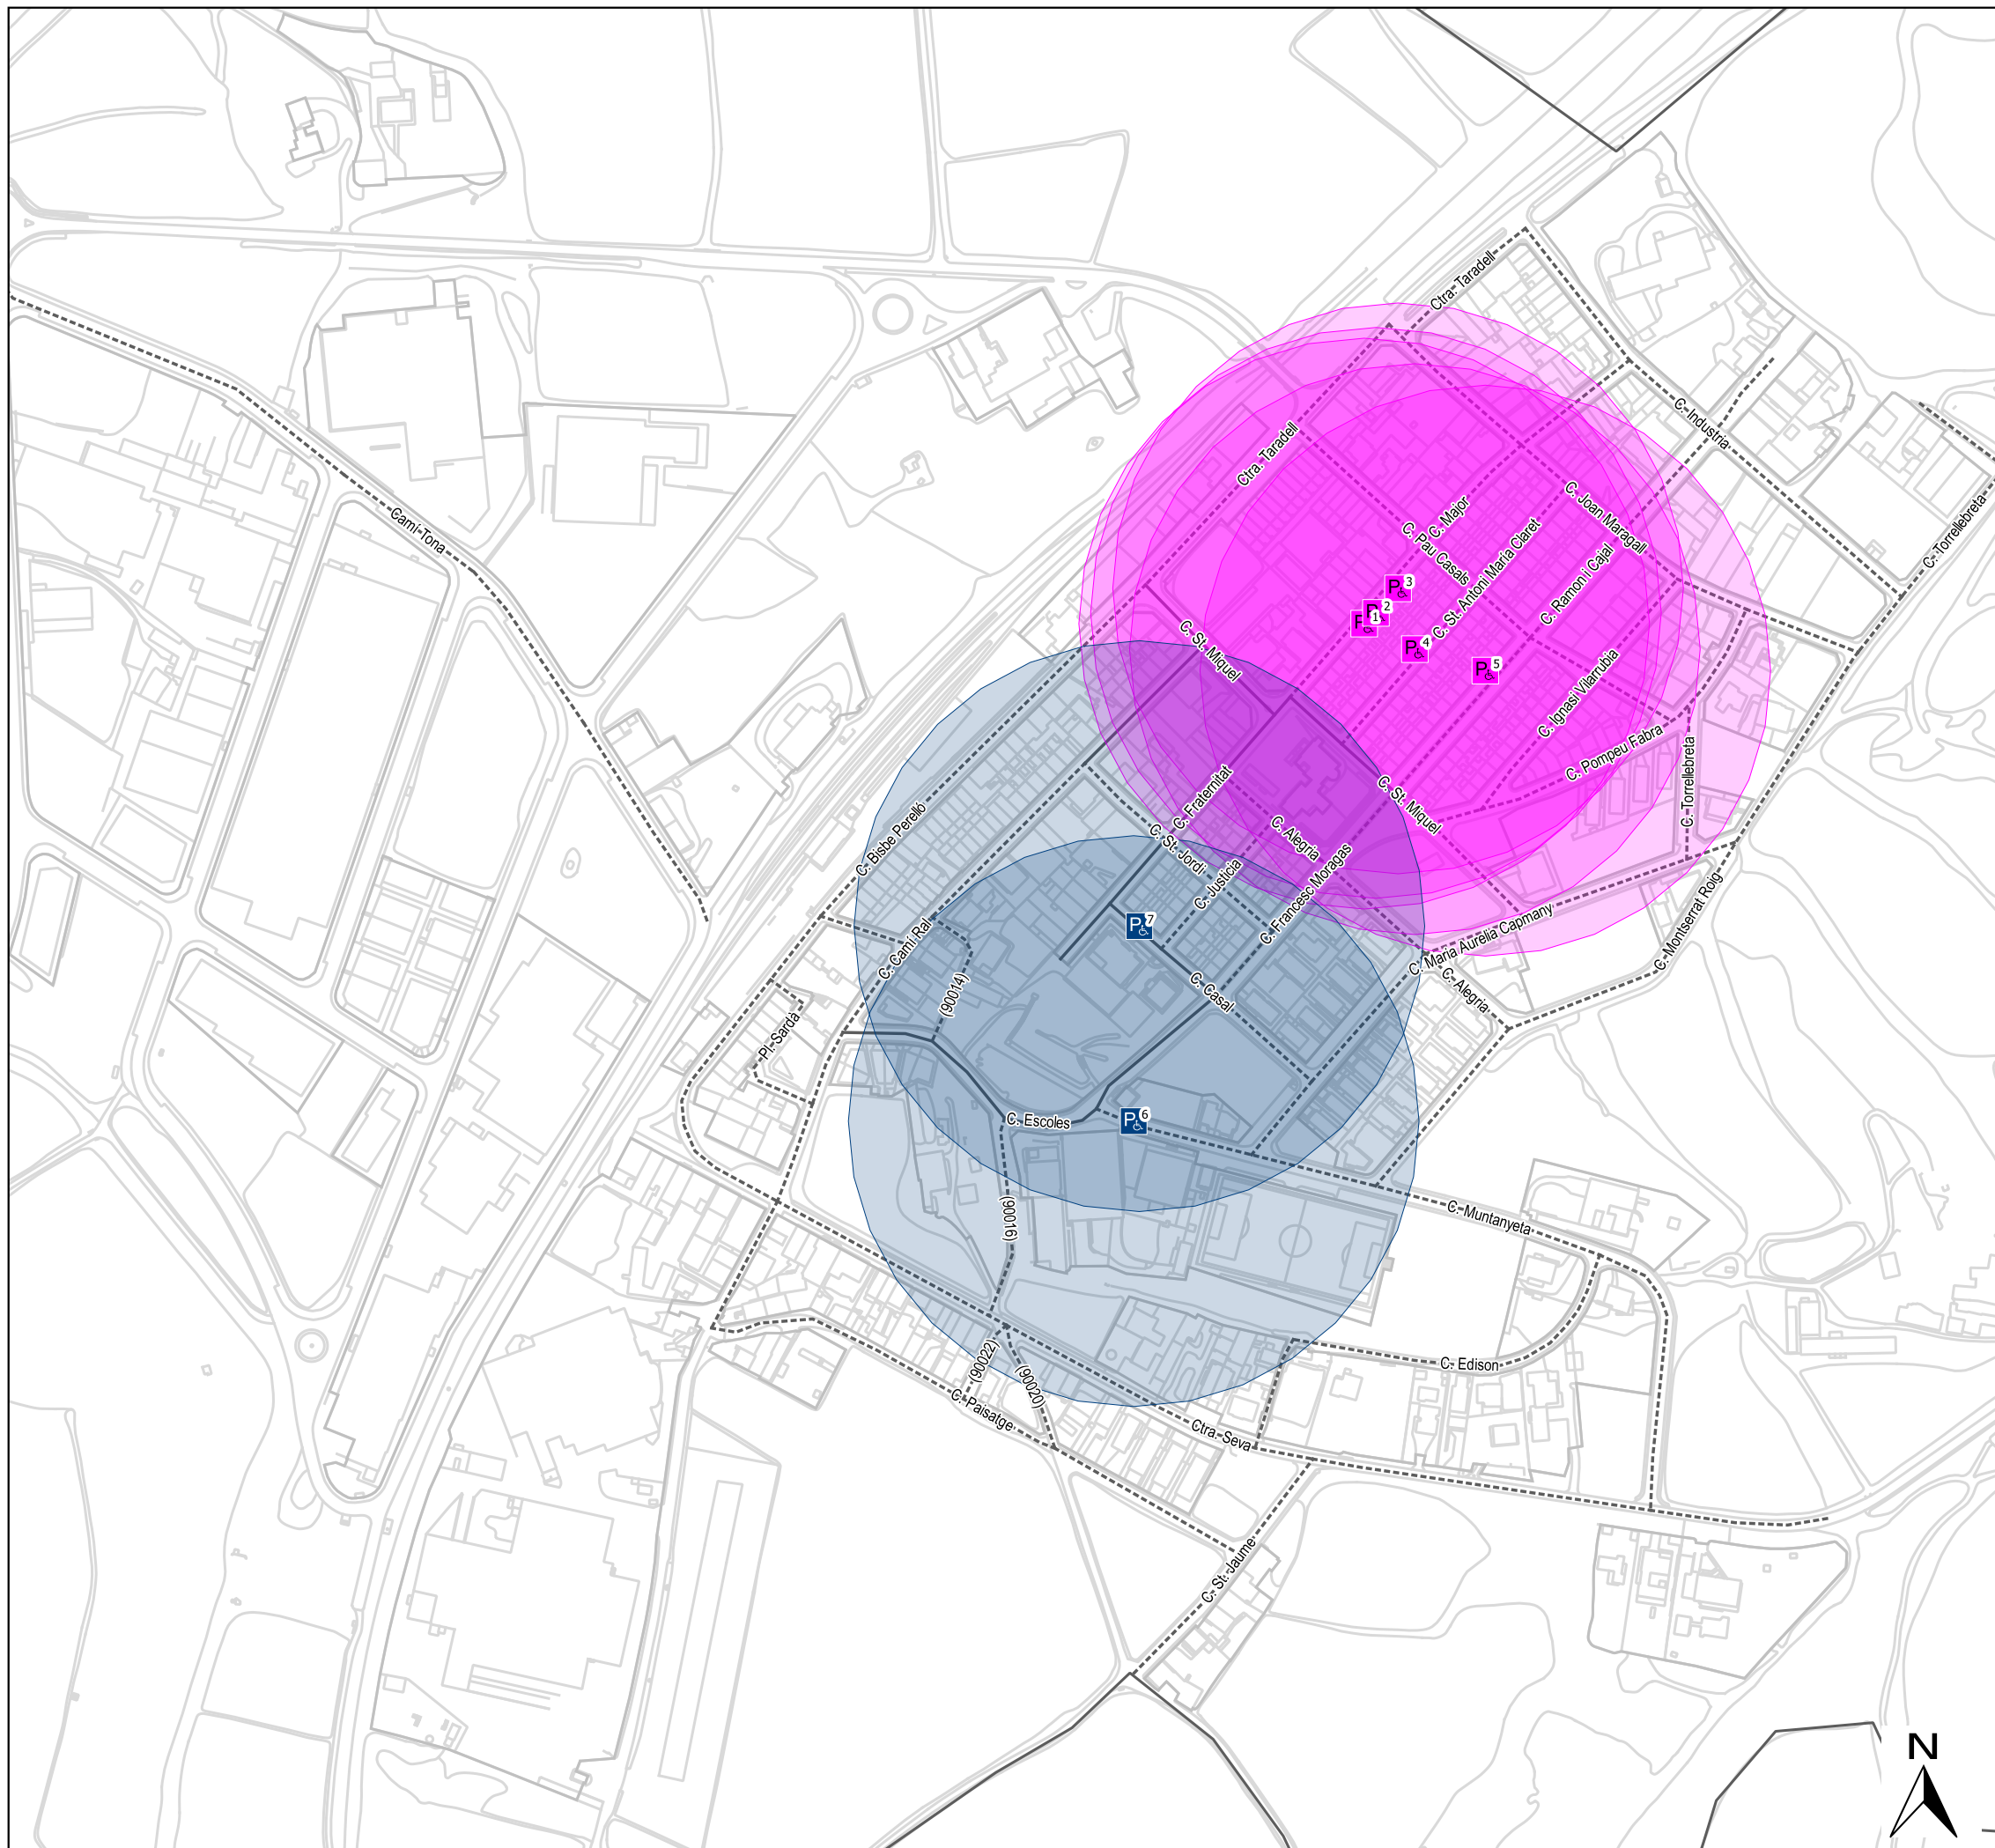 Ctra. Taradell
C. Industria
Ctra. Taradell
C. Joan Maragall
C. Major
C. Pau Casals
C. St. Antoni Maria Claret
C. Torrellebreta
Camí Tona
C. Ramon i Cajal
P 3
P 2
P 1
P 4
P 5
C. St. Miquel
C. Ignasi Vilarrubia
C. Pompeu Fabra
C. Torrellebreta
C. Fraternitat
C. St. Miquel
C. Bisbe Perelló
C. Alegria
C. St. Jordi
C. Justicia
C. Francesc Moragas
P 7
C. Montserrat Roig
C. Maria Aurelia Capmany
C. Camí Ral
C. Alegria
(90014)
C. Casal
Pl. Sardà
C. Escoles
P 6
(90016)
C. Muntanyeta
(90022)
(90020)
C. Edison
C. Paisatge
Ctra. Seva
C. St. Jaume
N